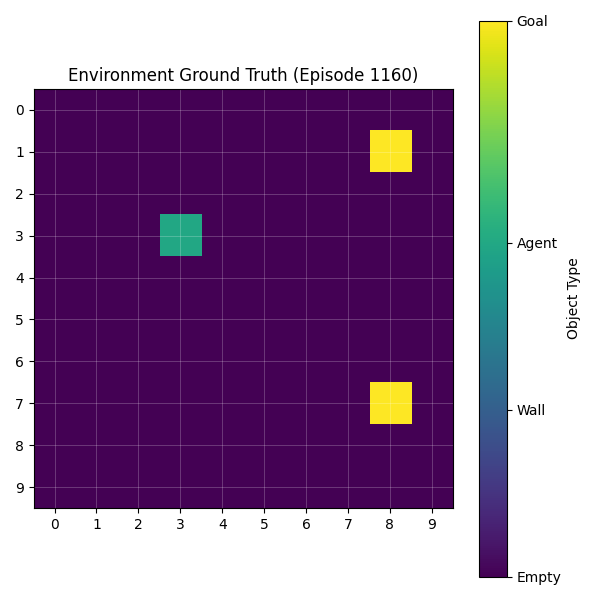 Environment Ground Truth (Episode 1160)
0
1
2
3
4
5
6
7
8
9
0 1 2 3 4 5 6 7 8 9
Goal
Agent
Wall
Empty
Object Type